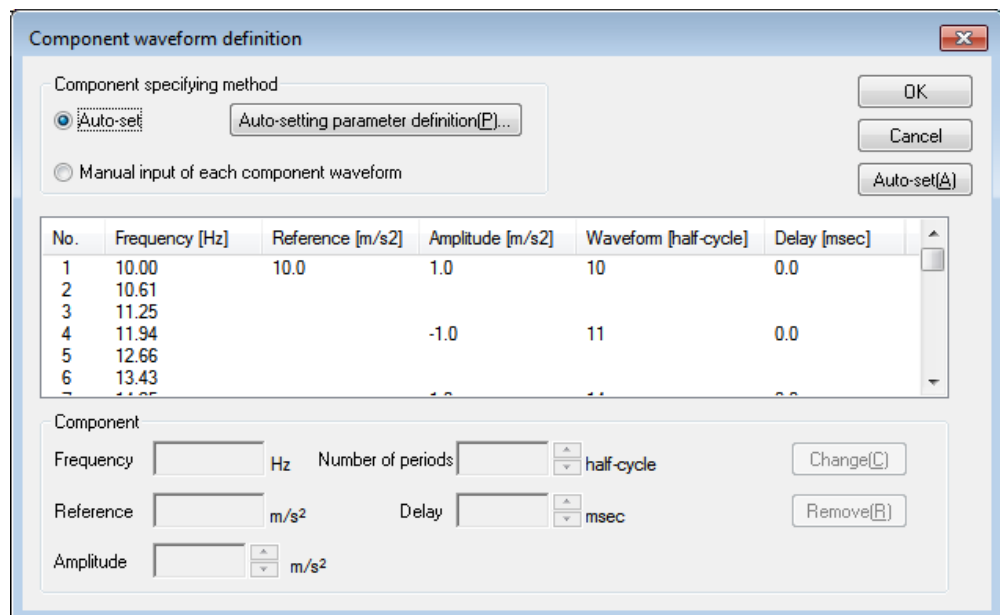 Component waveform definition
Component specifying method
Auto-set Auto-setting parameter definition(P)...
Manual input of each component waveform
OK
Cancel
Auto-set(A)
No. Frequency [Hz] Reference [m/s2] Amplitude [m/s2] Waveform [half-cycle] Delay [msec]
1 10.00 10.0 1.0 10 0.0
2 10.61
3 11.25
4 11.94 -1.0 11 0.0
5 12.66
6 13.43
Component
Frequency Hz Number of periods half-cycle Change(C)
Reference m/s² Delay msec Remove(R)
Amplitude m/s²